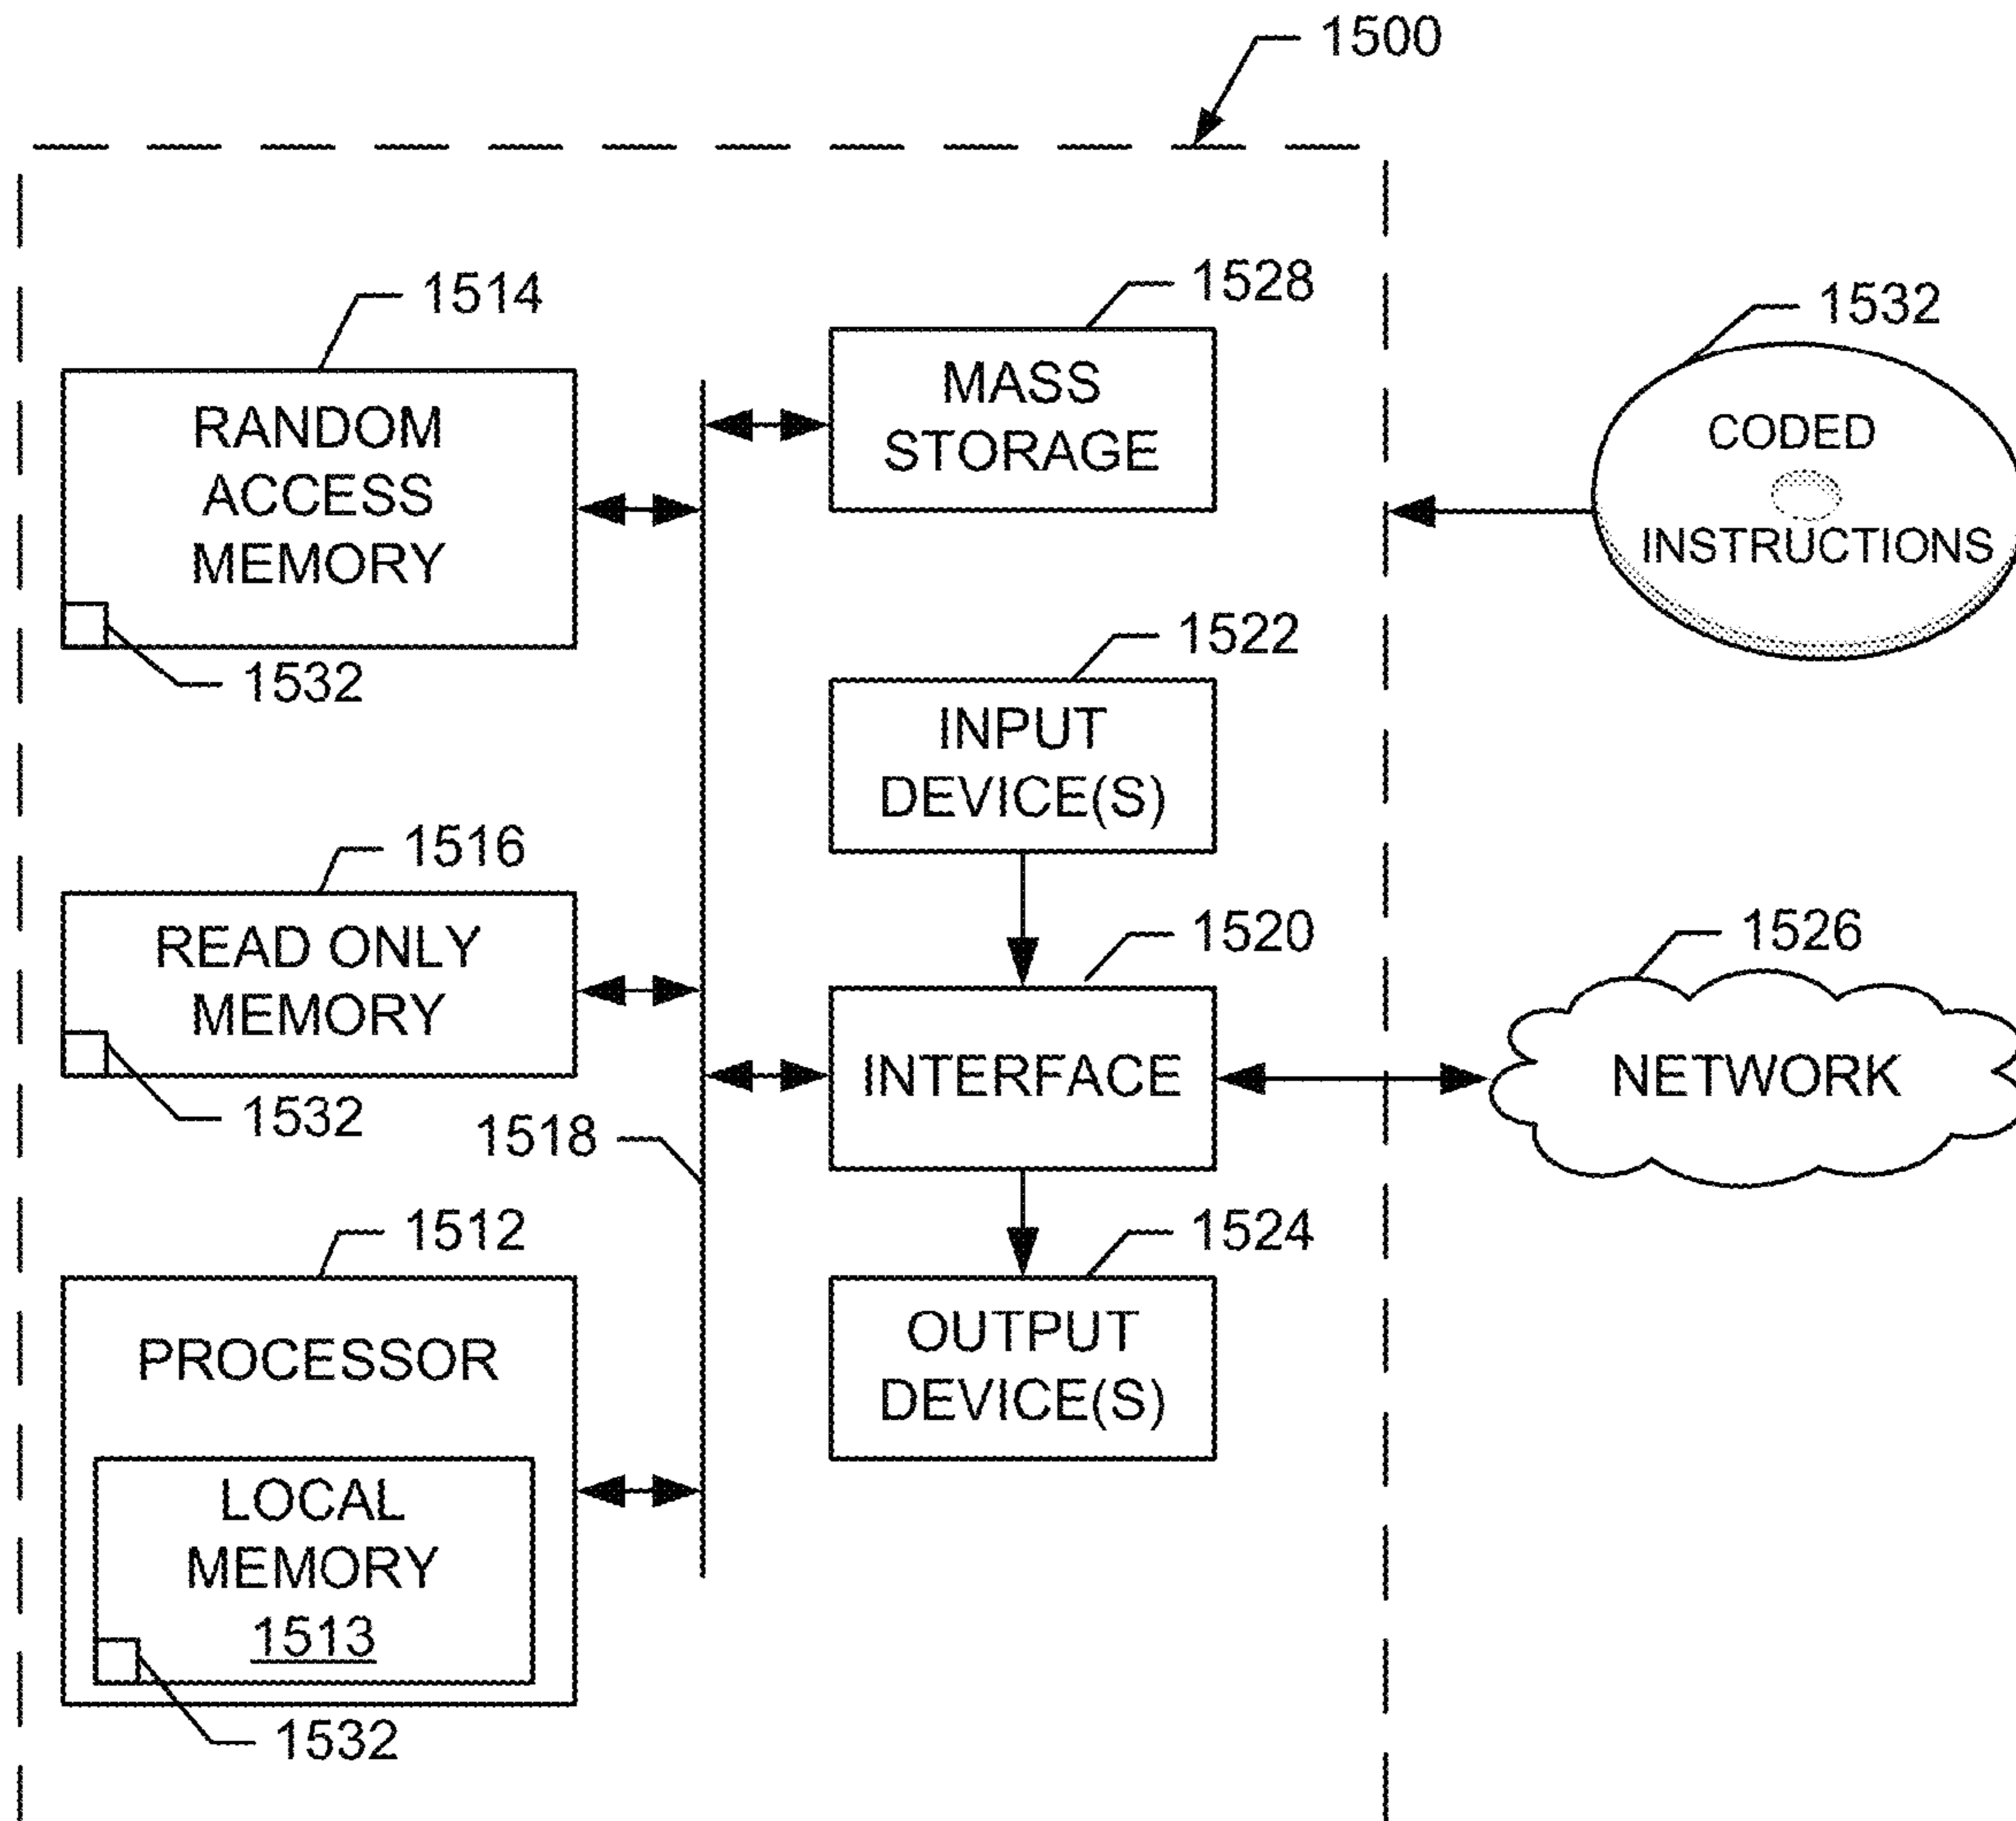 1500
1514
RANDOM
ACCESS
MEMORY
1532
1528
MASS
STORAGE
1532
CODED
INSTRUCTIONS
1522
INPUT
DEVICE(S)
1516
READ ONLY
MEMORY
1532
1518
1520
INTERFACE
1526
NETWORK
1512
PROCESSOR
LOCAL
MEMORY
1513
1532
1524
OUTPUT
DEVICE(S)